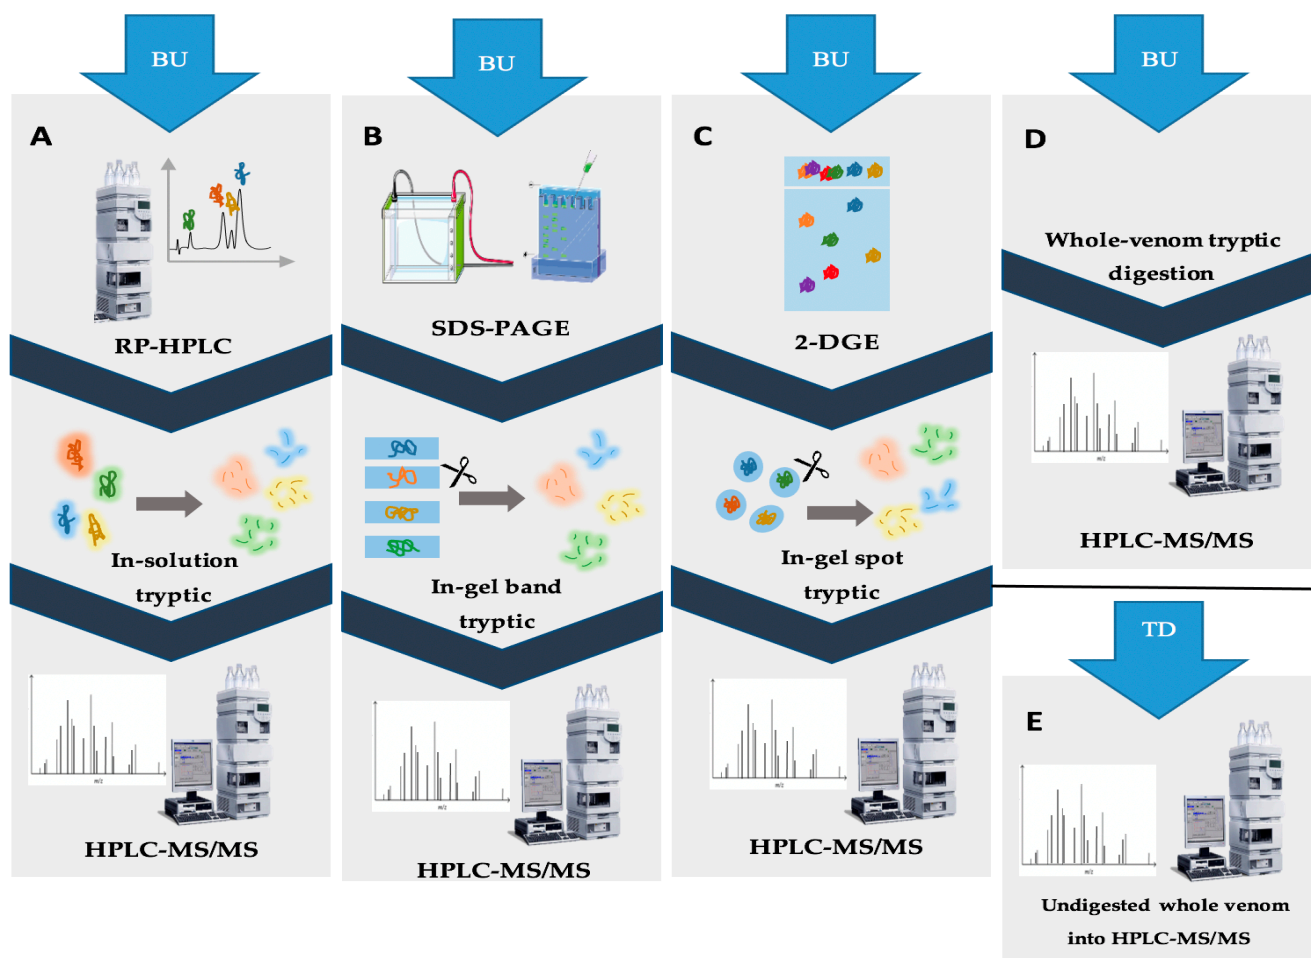 BU
A
RP-HPLC
In-solution
tryptic
HPLC-MS/MS
m/z
BU
B
SDS-PAGE
In-gel band
tryptic
HPLC-MS/MS
m/z
BU
C
2-DGE
In-gel spot
tryptic
HPLC-MS/MS
m/z
BU
D
Whole-venom tryptic
digestion
m/z
HPLC-MS/MS
TD
E
m/z
Undigested whole venom
into HPLC-MS/MS